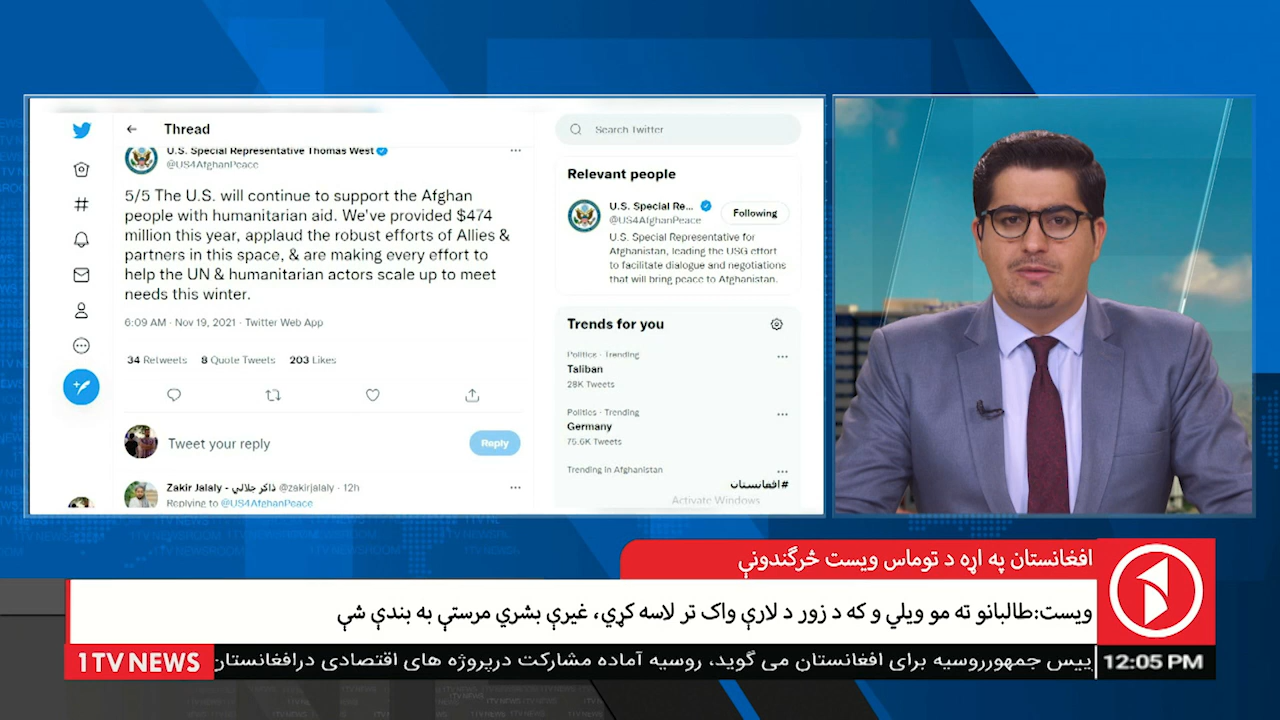 Thread
U.S. Special Representative Thomas West
@US4AfghanPeace
5/5 The U.S. will continue to support the Afghan
people with humanitarian aid. We've provided $474
million this year, applaud the robust efforts of Allies &
partners in this space, & are making every effort to
help the UN & humanitarian actors scale up to meet
needs this winter.
6:09 AM · Nov 19, 2021 · Twitter Web App
34 Retweets 8 Quote Tweets 203 Likes
Tweet your reply
Reply
Zakir Jalaly - ذاکر جلالي @zakirjalaly · 12h
Replying to @US4AfghanPeace
Search Twitter
Relevant people
U.S. Special Re...
@US4AfghanPeace
Following
U.S. Special Representative for
Afghanistan, leading the USG effort
to facilitate dialogue and negotiations
that will bring peace to Afghanistan.
Trends for you
Politics · Trending
Taliban
28K Tweets
Politics · Trending
Germany
75.6K Tweets
Trending in Afghanistan
#افغانستاب
Activate Windows
افغانستان په اړه د توماس ویست څرگندونې
ویست:طالبانو ته مو ویلي و که د زور د لارې واک تر لاسه کړي، غیرې بشري مرستې به بندې شې
1TV NEWS
ییس جمهورروسیه برای افغانستان می گوید، روسیه آماده مشارکت درپروژه های اقتصادی درافغانستان
12:05 PM